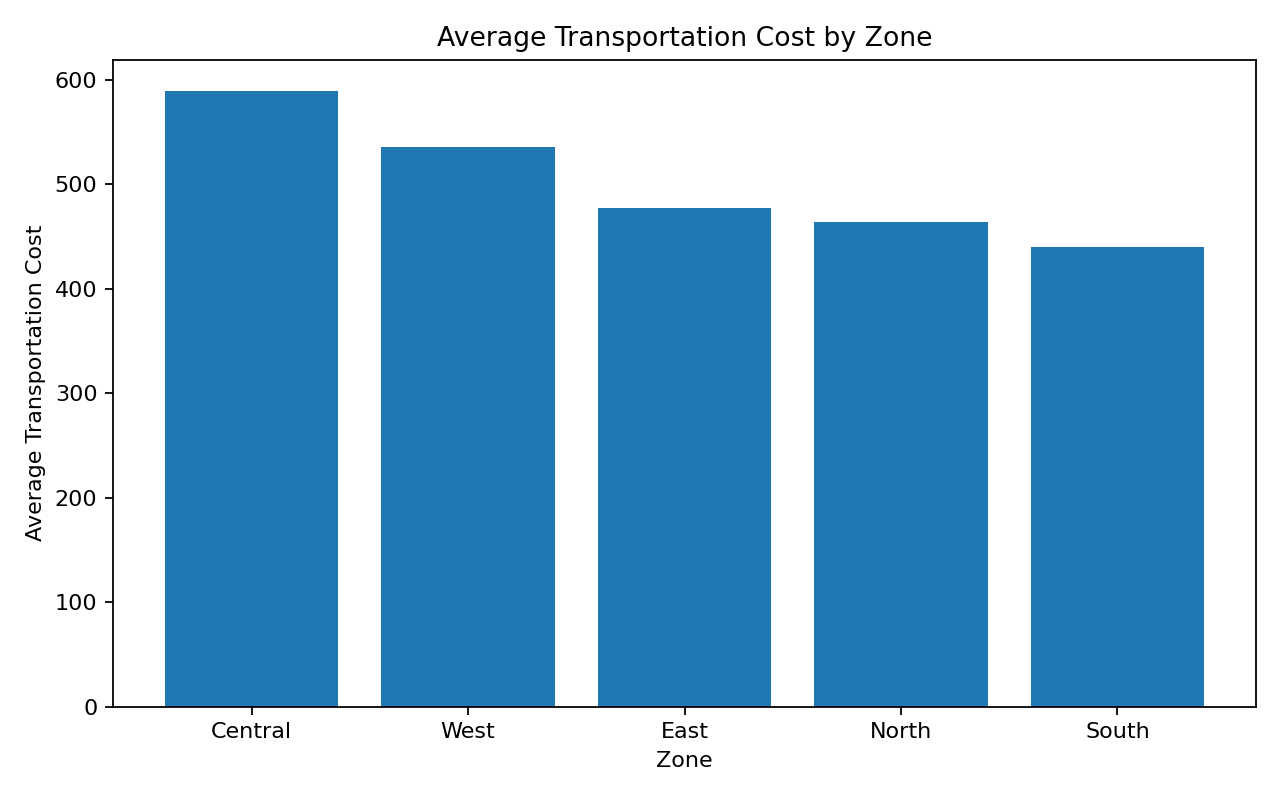 Average Transportation Cost by Zone
Average Transportation Cost
600
500
400
300
200
100
0
Central
West
East
North
South
Zone